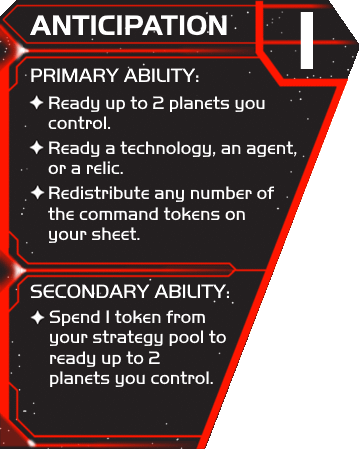 ANTICIPATION
1
PRIMARY ABILITY:
Ready up to 2 planets you
control.
Ready a technology, an agent,
or a relic.
Redistribute any number of
the command tokens on
your sheet.
SECONDARY ABILITY:
Spend 1 token from
your strategy pool to
ready up to 2
planets you control.